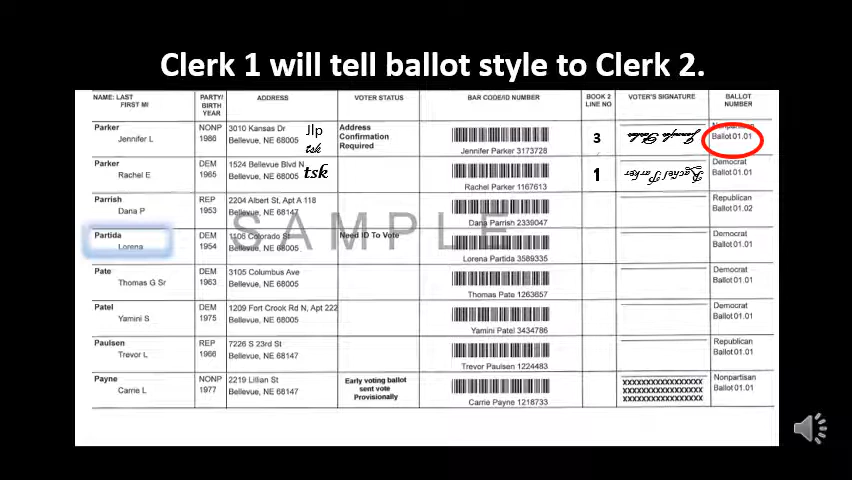 Clerk 1 will tell ballot style to Clerk 2.
NAME: LAST FIRST MI PARTY/ BIRTH YEAR ADDRESS VOTER STATUS BAR CODE/ID NUMBER BOOK 2 LINE NO VOTER'S SIGNATURE BALLOT NUMBER
Parker NONP 3010 Kansas Dr Jlp Address 3 Nonpartisan
Jennifer L 1986 Bellevue, NE 68005 tsk Confirmation Required Jennifer Parker 3173728 Jennifer Parker Ballot 01.01
Parker DEM 1524 Bellevue Blvd N tsk 1 Democrat
Rachel E 1965 Bellevue, NE 68005 Rachel Parker 1167613 Rachel Parker Ballot 01.01
Parrish REP 2204 Albert St, Apt A 118 Republican
Dana P 1953 Bellevue, NE 68147 Dana Parrish 2339047 Ballot 01.02
SAMPLE
Partida DEM 1106 Colorado St Need ID To Vote Democrat
Lorena 1954 Bellevue, NE 68005 Lorena Partida 3589335 Ballot 01.01
Pate DEM 3105 Columbus Ave Democrat
Thomas G Sr 1963 Bellevue, NE 68005 Thomas Pate 1263657 Ballot 01.01
Patel DEM 1209 Fort Crook Rd N, Apt 222 Democrat
Yamini S 1975 Bellevue, NE 68005 Yamini Patel 3434786 Ballot 01.01
Paulsen REP 7226 S 23rd St Republican
Trevor L 1966 Bellevue, NE 68147 Trevor Paulsen 1224483 Ballot 01.01
Payne NONP 2219 Lillian St Early voting ballot XXXXXXXXXXXXXXXXX Nonpartisan
Carrie L 1977 Bellevue, NE 68147 sent vote XXXXXXXXXXXXXXXXX Ballot 01.01
Provisionally Carrie Payne 1218733 XXXXXXXXXXXXXXXXX